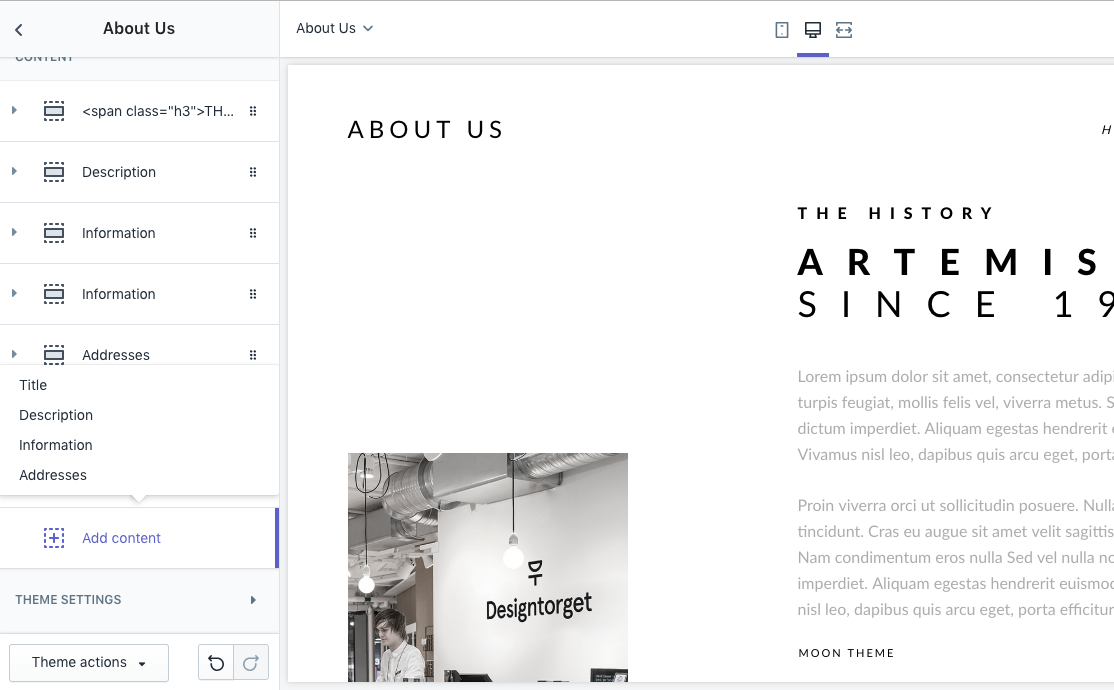 About Us
About Us
CONTENT
<span class="h3">TH...
Description
Information
Information
Addresses
Title
Description
Information
Addresses
Add content
THEME SETTINGS
Theme actions
ABOUT US
H
THE HISTORY
ARTEMIS
SINCE 19
Lorem ipsum dolor sit amet, consectetur adipi
turpis feugiat, mollis felis vel, viverra metus. S
dictum imperdiet. Aliquam egestas hendrerit e
Vivamus nisl leo, dapibus quis arcu eget, porta
Proin viverra orci ut sollicitudin posuere. Nulla
tincidunt. Cras eu augue sit amet velit sagittis
Nam condimentum eros nulla Sed vel nulla no
imperdiet. Aliquam egestas hendrerit euismod
nisl leo, dapibus quis arcu eget, porta efficitur
MOON THEME
Designtorget